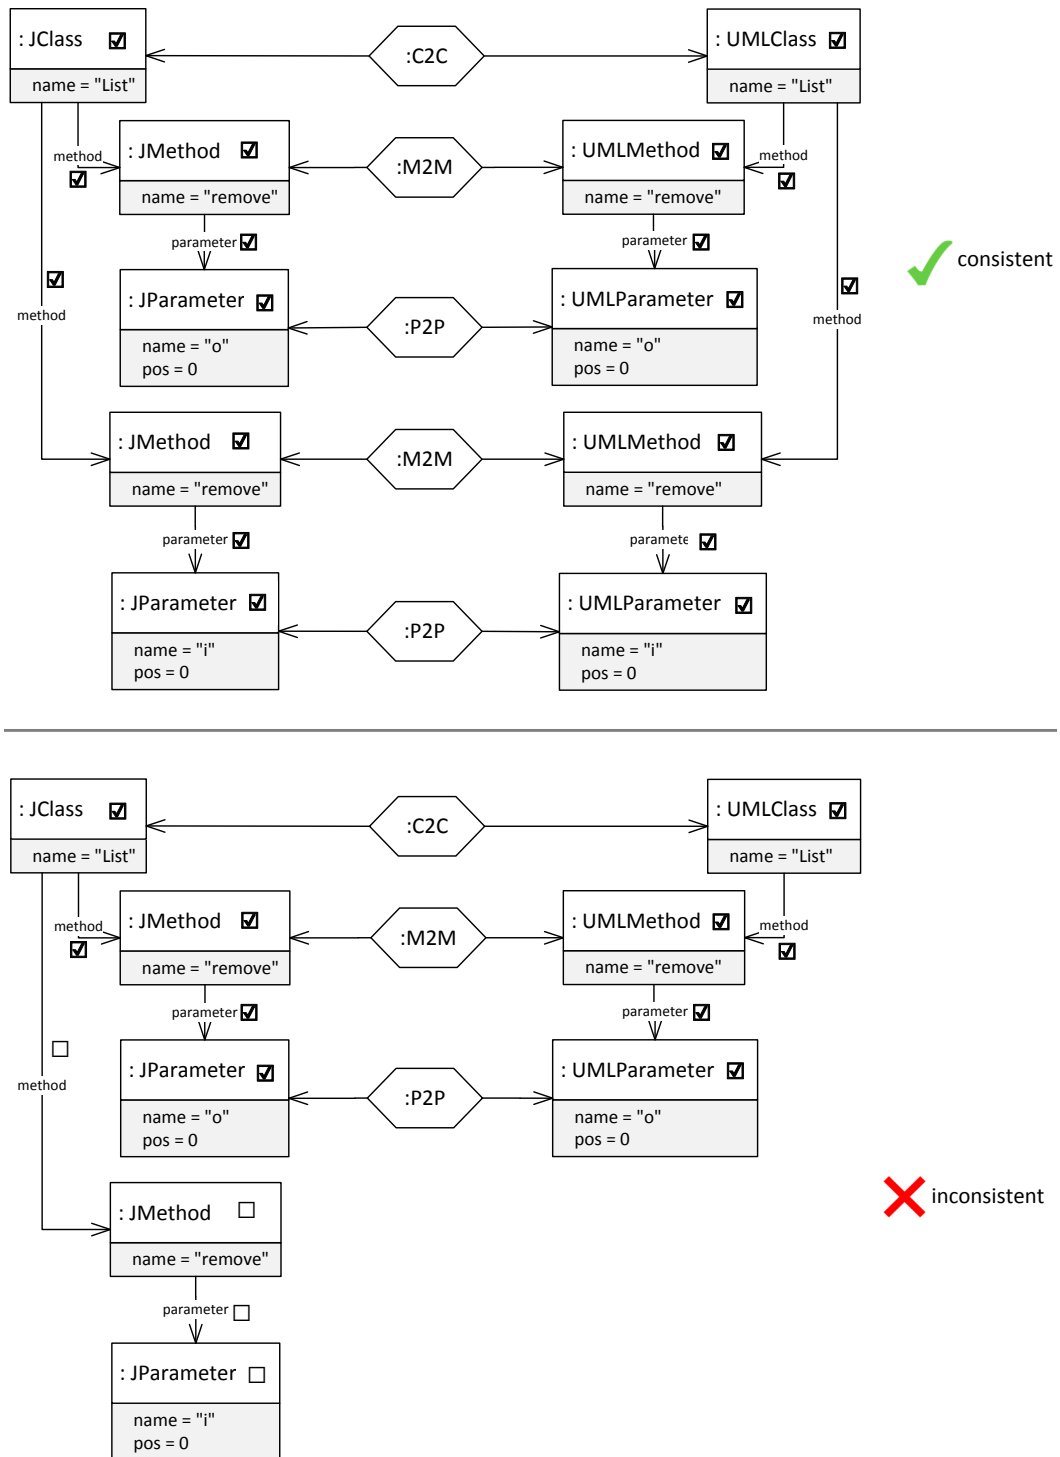 : JClass
:C2C
: UMLClass
name = "List"
name = "List"
: JMethod
:M2M
: UMLMethod
method
method
name = "remove"
name = "remove"
parameter
parameter
consistent
: JParameter
:P2P
: UMLParameter
method
method
name = "o"
pos = 0
name = "o"
pos = 0
: JMethod
:M2M
: UMLMethod
name = "remove"
name = "remove"
parameter
paramete
: JParameter
:P2P
: UMLParameter
name = "i"
pos = 0
name = "i"
pos = 0
: JClass
:C2C
: UMLClass
name = "List"
name = "List"
: JMethod
:M2M
: UMLMethod
method
method
name = "remove"
name = "remove"
parameter
parameter
: JParameter
:P2P
: UMLParameter
method
name = "o"
pos = 0
name = "o"
pos = 0
inconsistent
: JMethod
name = "remove"
parameter
: JParameter
name = "i"
pos = 0